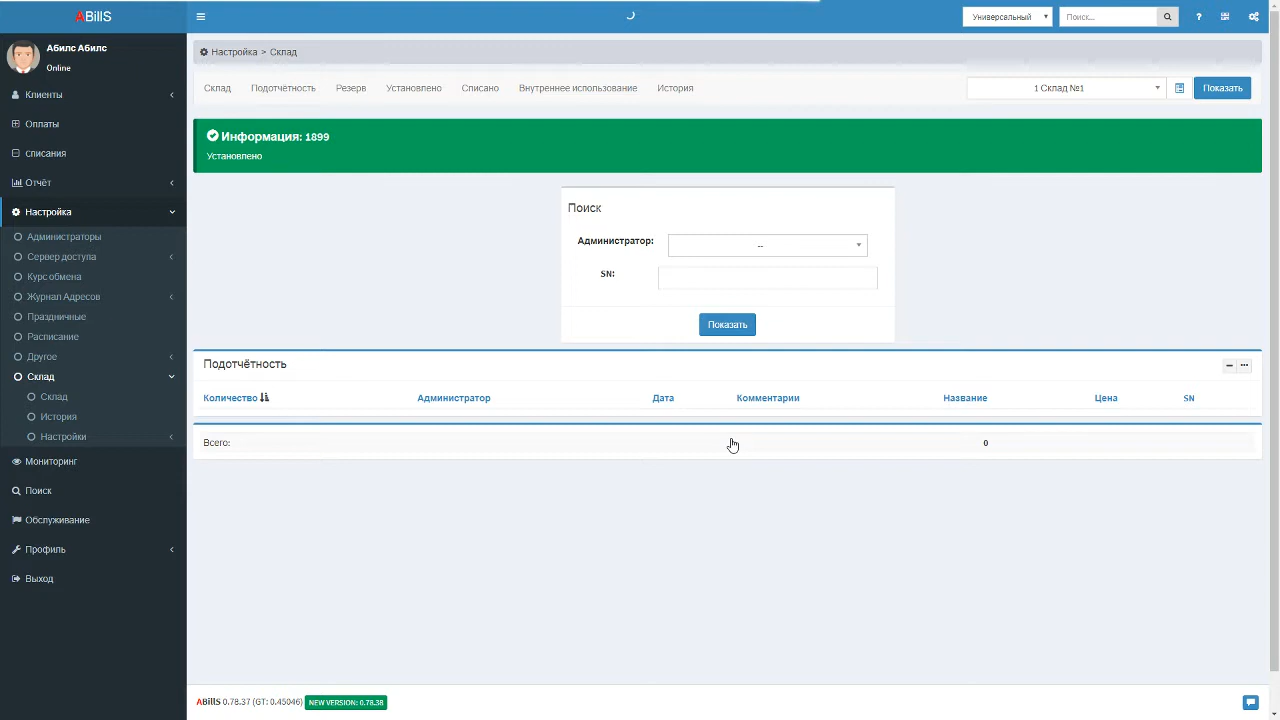 ABillS
Универсальный
Поиск...
?
Абилс Абилс
Online
Клиенты
Оплаты
Списания
Отчёт
Настройка
Администраторы
Сервер доступа
Курс обмена
Журнал Адресов
Праздничные
Расписание
Другое
Склад
Склад
История
Настройки
Мониторинг
Поиск
Обслуживание
Профиль
Выход
Настройка > Склад
Склад Подотчётность Резерв Установлено Списано Внутреннее использование История
1 Склад №1
Показать
Информация: 1899
Установлено
Поиск
Администратор:
--
SN:
Показать
Подотчётность
Количество Администратор Дата Комментарии Название Цена SN
Всего: 0
ABillS 0.78.37 (GT: 0.45046) NEW VERSION: 0.78.38